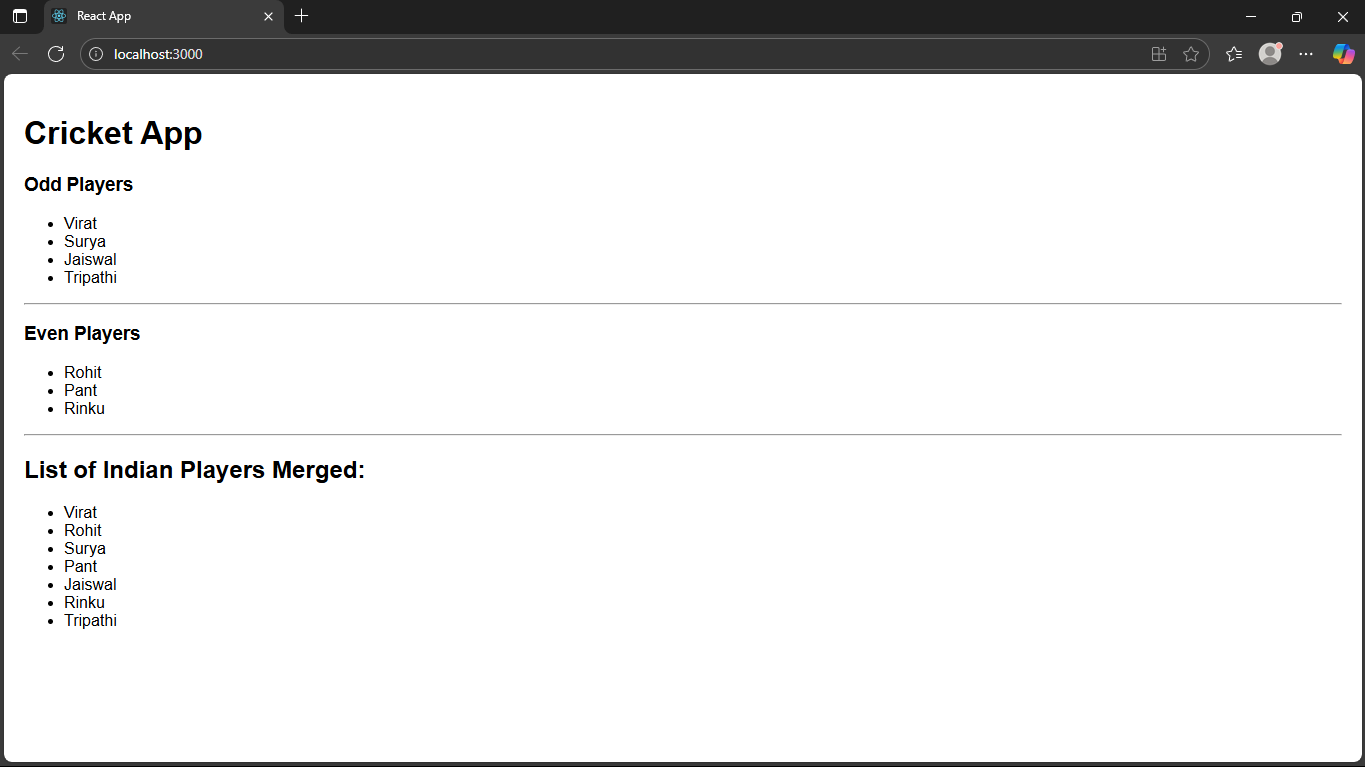 React App
localhost:3000
Cricket App
Odd Players
Virat
Surya
Jaiswal
Tripathi
Even Players
Rohit
Pant
Rinku
List of Indian Players Merged:
Virat
Rohit
Surya
Pant
Jaiswal
Rinku
Tripathi